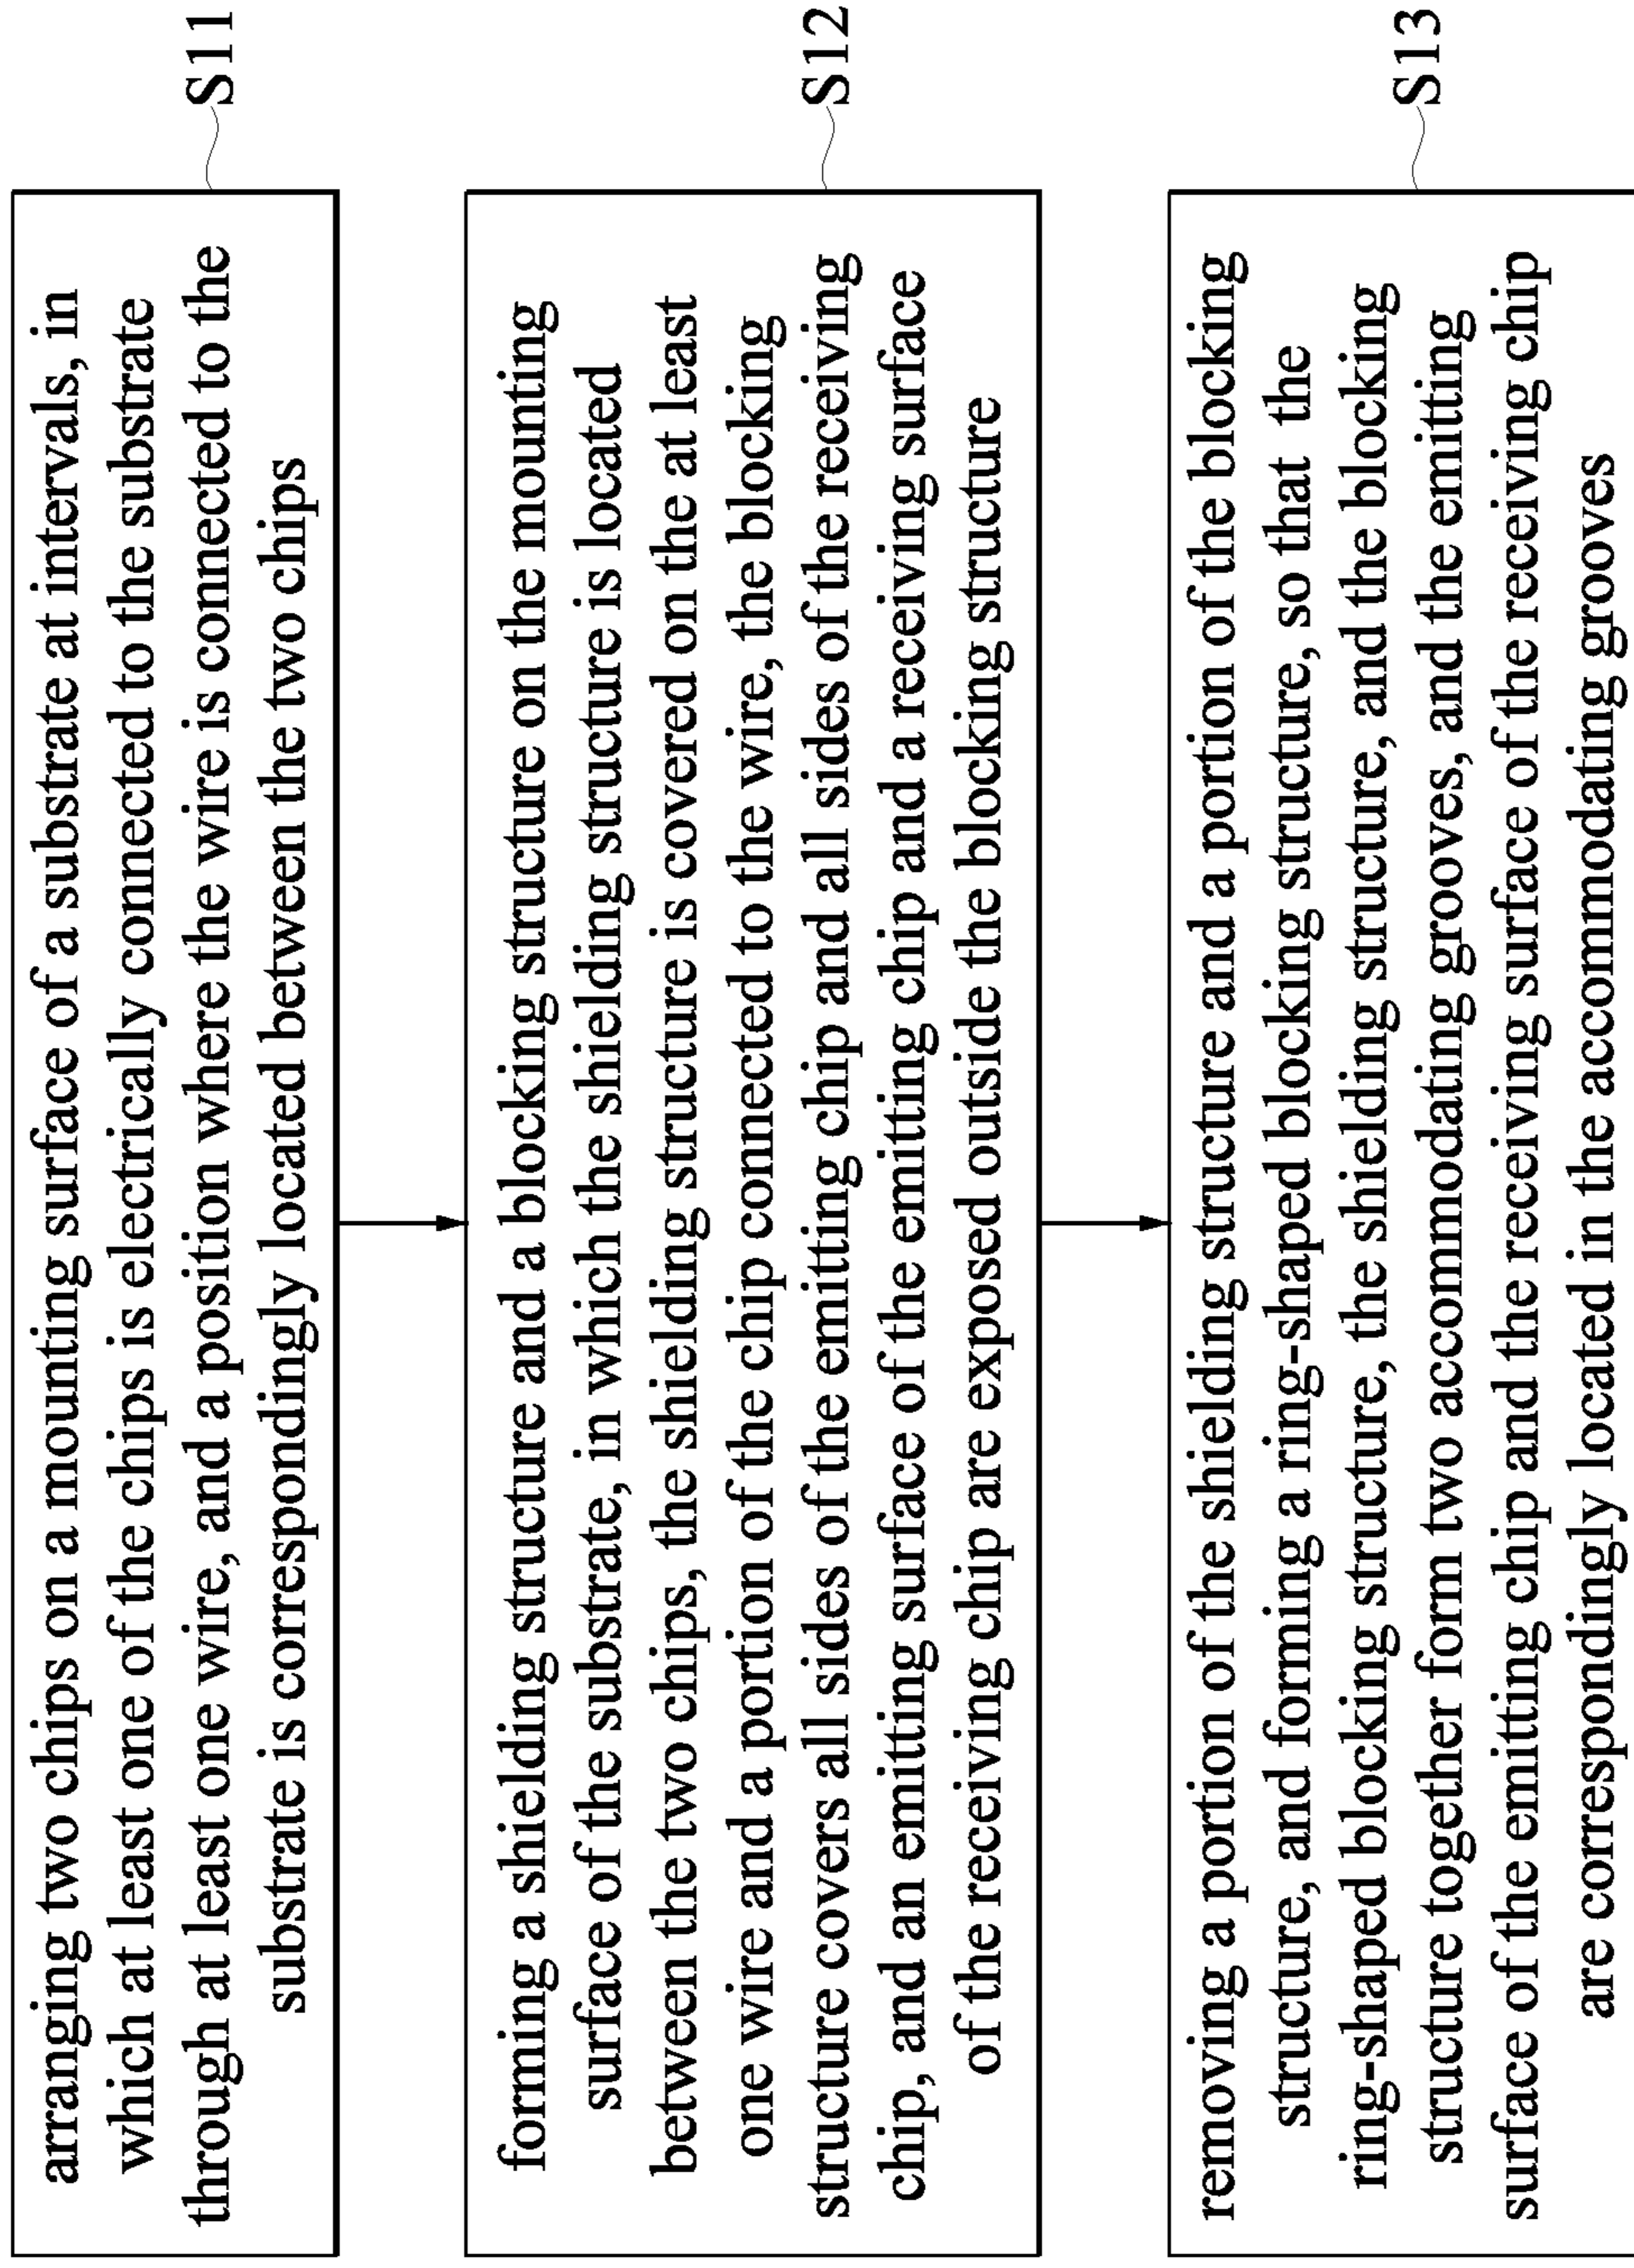 arranging two chips on a mounting surface of a substrate at intervals, in
which at least one of the chips is electrically connected to the substrate
through at least one wire, and a position where the wire is connected to the
substrate is correspondingly located between the two chips
S11
forming a shielding structure and a blocking structure on the mounting
surface of the substrate, in which the shielding structure is located
between the two chips, the shielding structure is covered on the at least
one wire and a portion of the chip connected to the wire, the blocking
structure covers all sides of the emitting chip and all sides of the receiving
chip, and an emitting surface of the emitting chip and a receiving surface
of the receiving chip are exposed outside the blocking structure
S12
removing a portion of the shielding structure and a portion of the blocking
structure, and forming a ring-shaped blocking structure, so that the
ring-shaped blocking structure, the shielding structure, and the blocking
structure together form two accommodating grooves, and the emitting
surface of the emitting chip and the receiving surface of the receiving chip
are correspondingly located in the accommodating grooves
S13